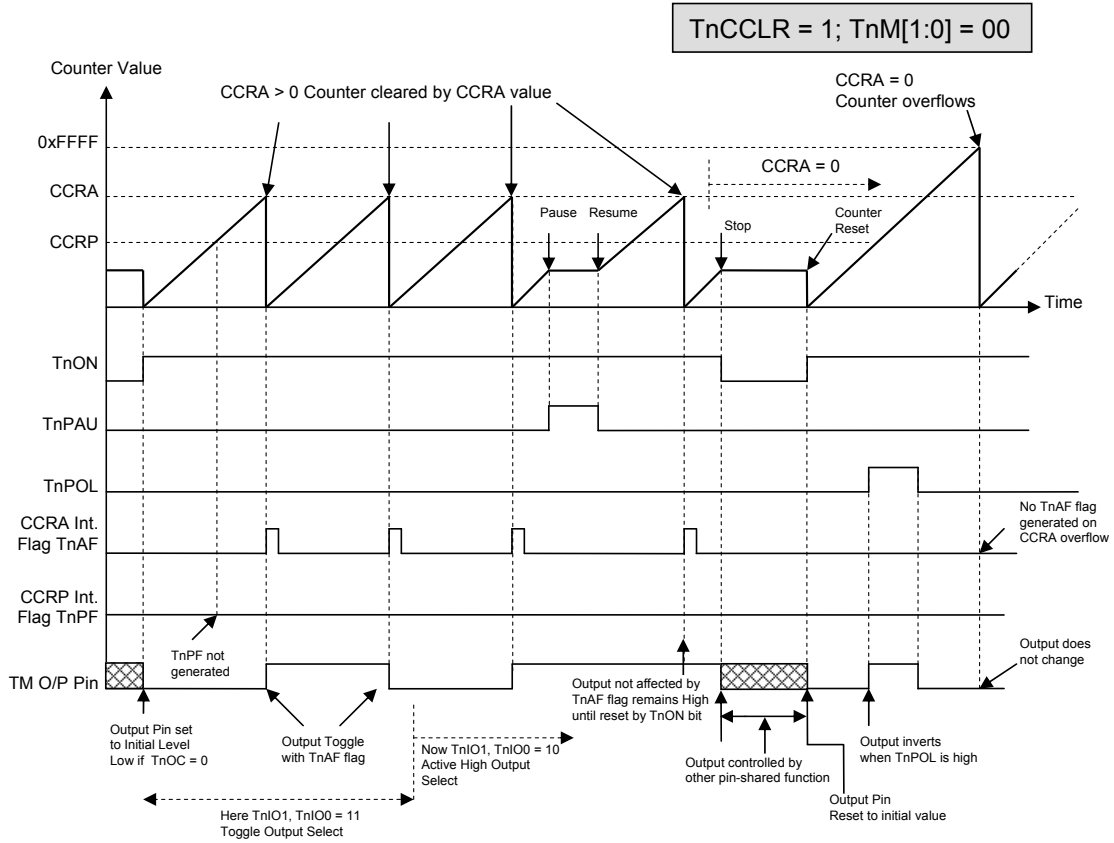 TnCCLR = 1; TnM[1:0] = 00
Counter Value
CCRA > 0 Counter cleared by CCRA value
CCRA = 0
Counter overflows
0xFFFF
CCRA = 0
CCRA
Pause
Resume
Stop
Counter
Reset
CCRP
Time
TnON
TnPAU
TnPOL
No TnAF flag
generated on
CCRA overflow
CCRA Int.
Flag TnAF
CCRP Int.
Flag TnPF
TnPF not
generated
Output does
not change
TM O/P Pin
Output not affected by
TnAF flag remains High
until reset by TnON bit
Output Pin set
to Initial Level
Low if TnOC = 0
Output Toggle
with TnAF flag
Now TnIO1, TnIO0 = 10
Active High Output
Select
Output controlled by
other pin-shared function
Output inverts
when TnPOL is high
Output Pin
Reset to initial value
Here TnIO1, TnIO0 = 11
Toggle Output Select